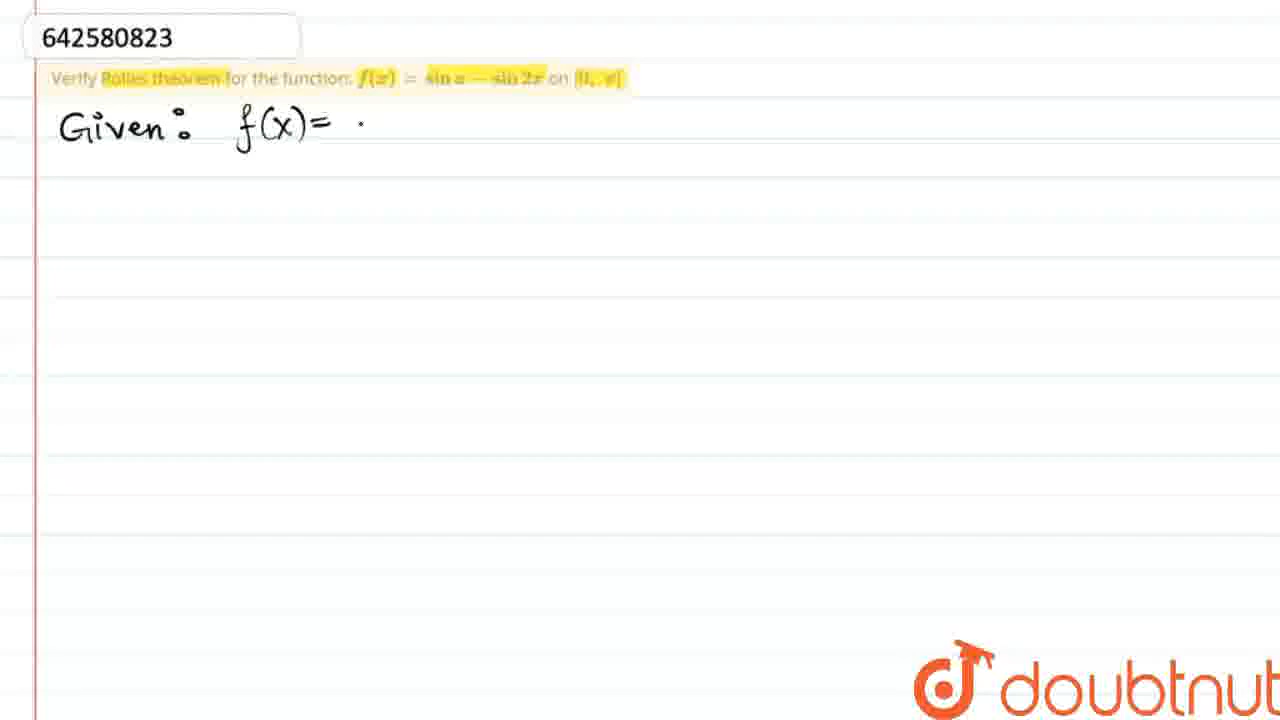 642580823
Verify Rolles theorem for the function: f(x) = sin x − sin 2x on [0, π]
Given: f(x)=
doubtnut